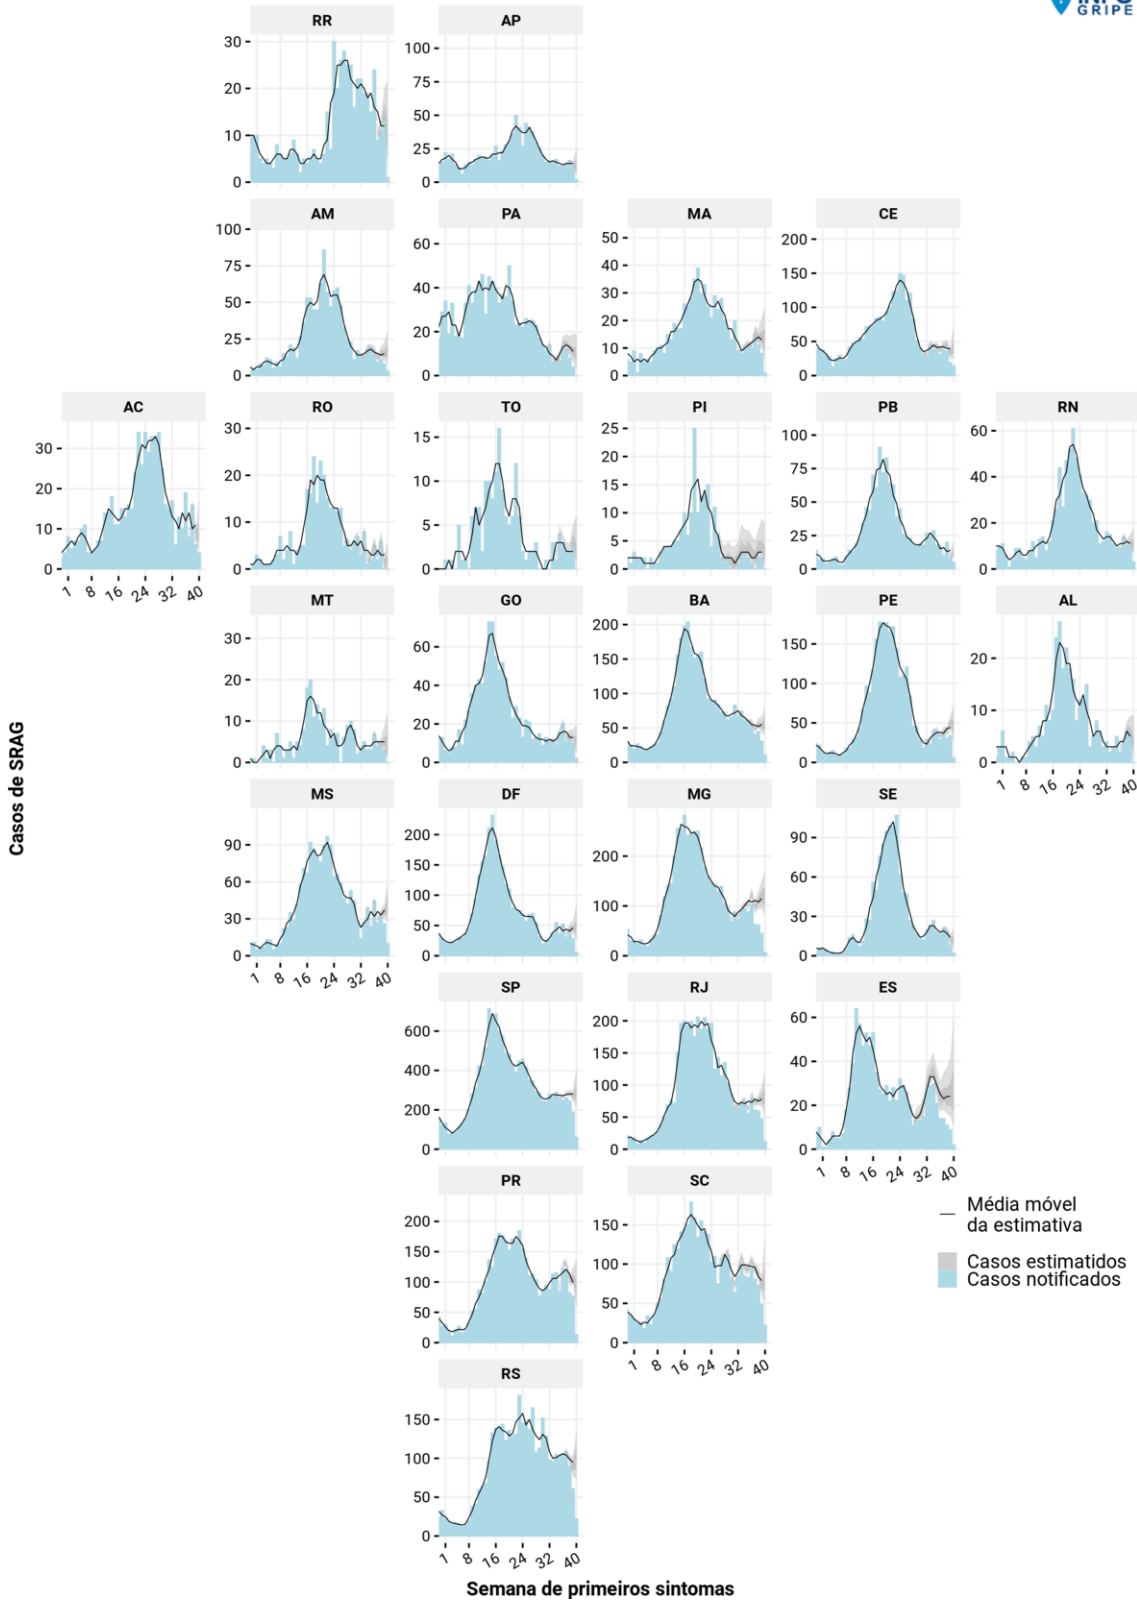 INFO
GRIPE
RR
AP
30
20
10
0
100
75
50
25
0
AM
PA
MA
CE
100
75
50
25
0
60
40
20
0
50
40
30
20
10
0
200
150
100
50
0
AC
RO
TO
PI
PB
RN
30
20
10
0
30
20
10
0
15
10
5
0
25
20
15
10
5
0
100
75
50
25
0
60
40
20
0
1 8 16 24 32 40
MT
GO
BA
PE
AL
30
20
10
0
60
40
20
0
200
150
100
50
0
150
100
50
0
20
10
0
1 8 16 24 32 40
MS
DF
MG
SE
90
60
30
0
200
150
100
50
0
200
100
0
90
60
30
0
1 8 16 24 32 40
SP
RJ
ES
600
400
200
0
200
150
100
50
0
60
40
20
0
1 8 16 24 32 40
PR
SC
200
150
100
50
0
150
100
50
0
1 8 16 24 32 40
RS
150
100
50
0
1 8 16 24 32 40
Casos de SRAG
Semana de primeiros sintomas
Média móvel
da estimativa
Casos estimatidos
Casos notificados